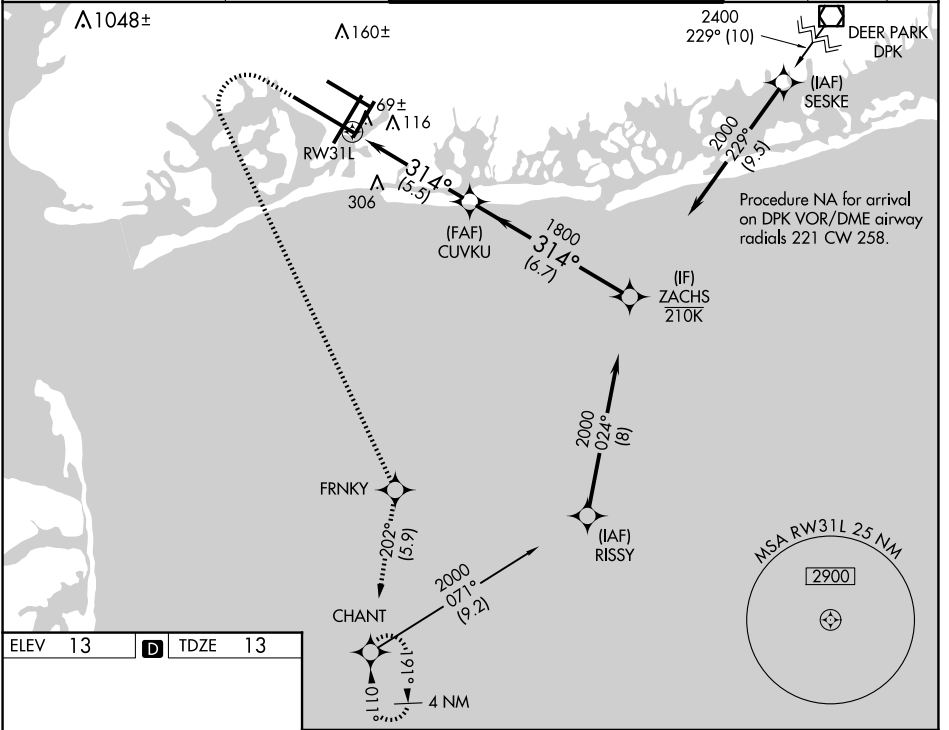 1048±
160±
2400
229° (10)
DEER PARK
DPK
(IAF)
SESKE
69±
116
RW31L
2000
229°
(9.5)
314°
(5.5)
306
Procedure NA for arrival
on DPK VOR/DME airway
radials 221 CW 258.
(FAF)
CUVKU
1800
314°
(6.7)
(IF)
ZACHS
210K
2000
024°
(8)
FRNKY
202°
(5.9)
(IAF)
RISSY
MSA RW31L 25 NM
2900
2000
071°
(9.2)
CHANT
161°
011°
4 NM
ELEV 13 D TDZE 13